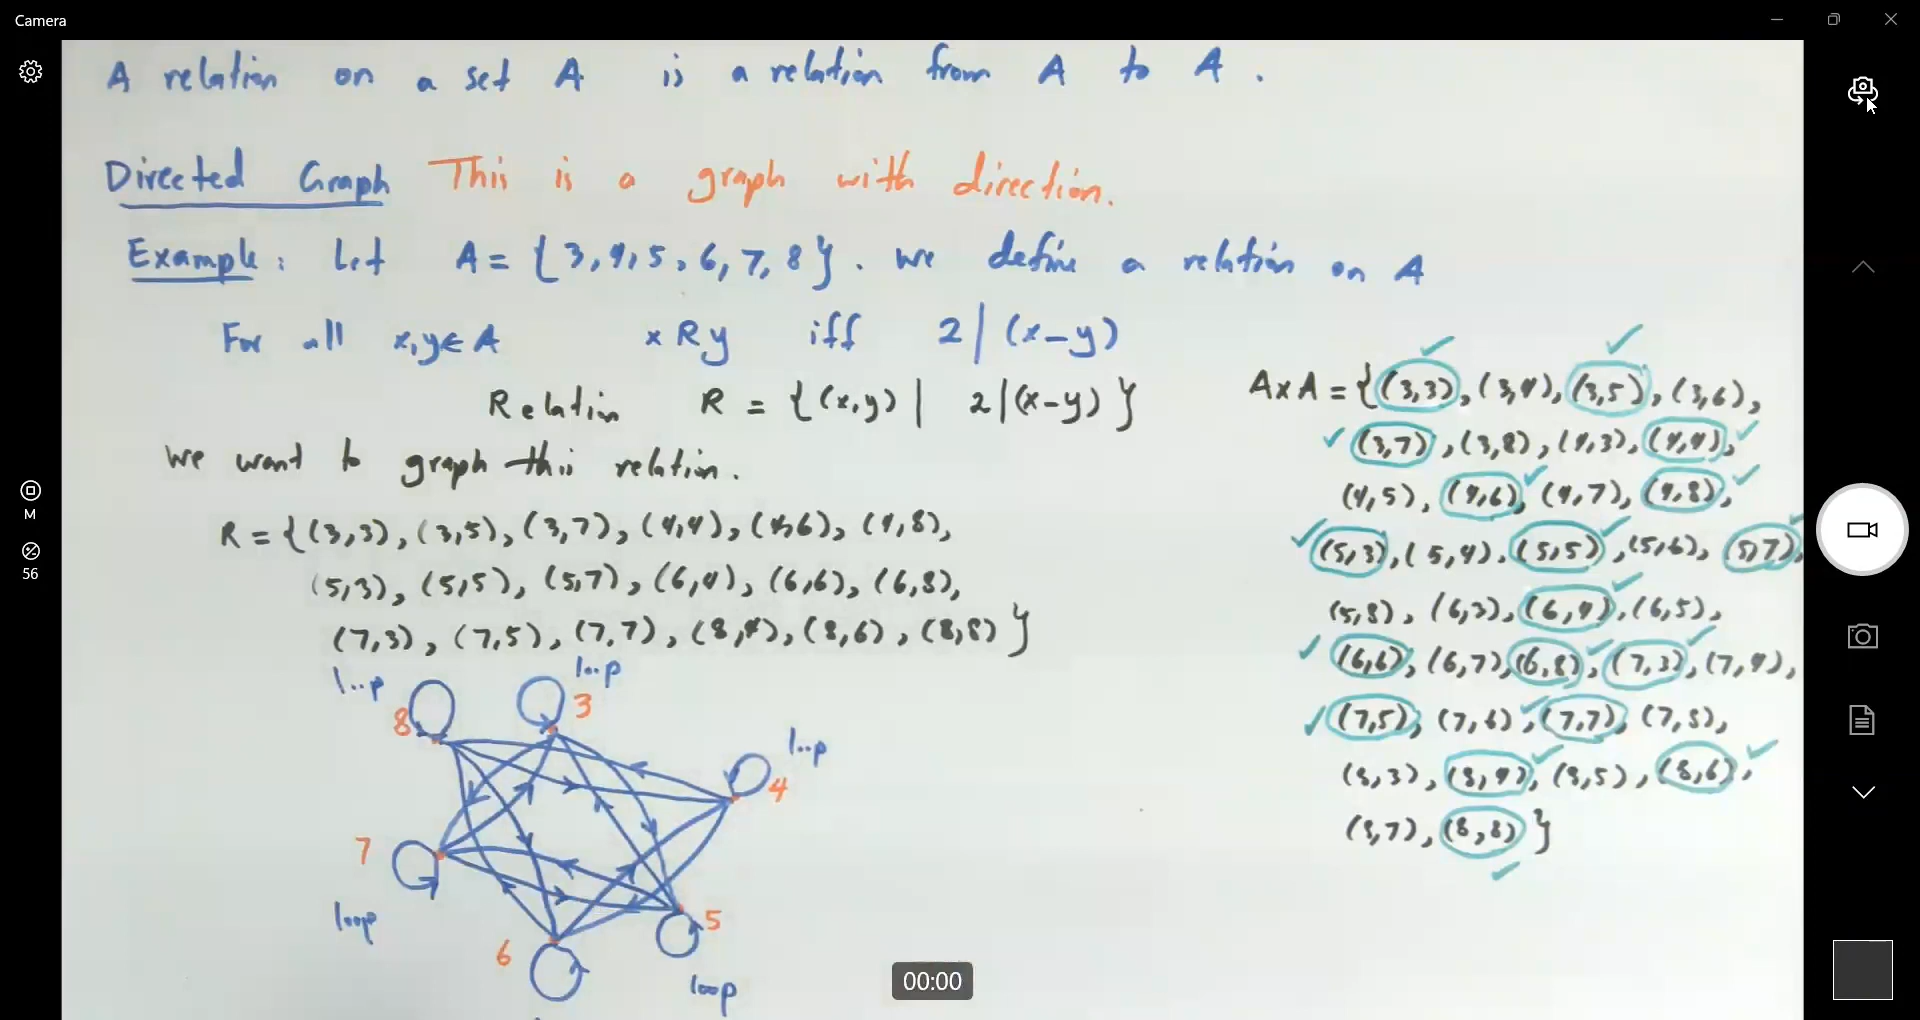 Camera
A relation on a set A is a relation from A to A.
Directed Graph This is a graph with direction.
Example: Let A = {3,4,5,6,7,8}. we define a relation on A
For all x,y∈A x R y iff 2|(x-y)
Relation R = {(x,y) | 2|(x-y)}
we want to graph this relation.
R = {(3,3), (3,5), (3,7), (4,4), (4,6), (4,8),
(5,3), (5,5), (5,7), (6,4), (6,6), (6,8),
(7,3), (7,5), (7,7), (8,4), (8,6), (8,8)}
A×A = {(3,3), (3,4), (3,5), (3,6),
(3,7), (3,8), (4,3), (4,4),
(4,5), (4,6), (4,7), (4,8),
(5,3), (5,4), (5,5), (5,6), (5,7),
(5,8), (6,3), (6,4), (6,5),
(6,6), (6,7), (6,8), (7,3), (7,4),
(7,5), (7,6), (7,7), (7,8),
(8,3), (8,4), (8,5), (8,6),
(8,7), (8,8)}
loop
loop
8
3
loop
4
7
loop
5
6
loop
M
56
00:00